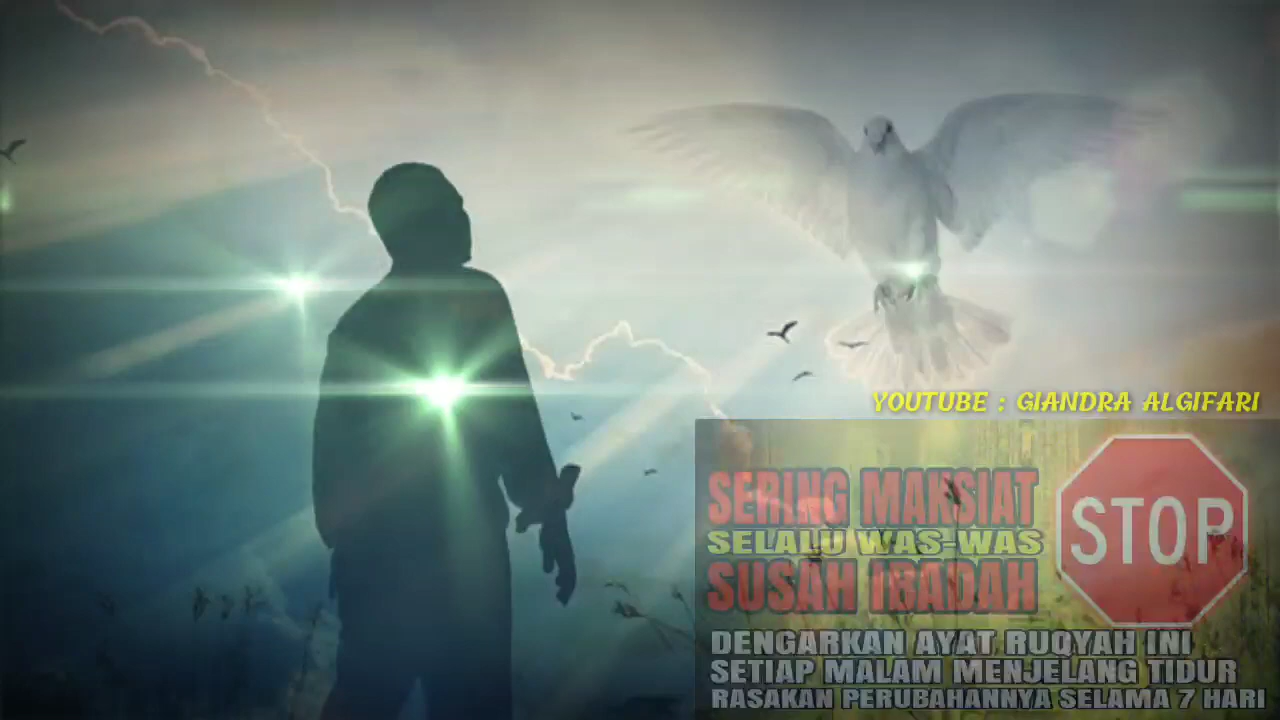 YOUTUBE : GIANDRA ALGIFARI
SERING MAKSIAT
SELALU WAS-WAS
SUSAH IBADAH
STOP
DENGARKAN AYAT RUQYAH INI
SETIAP MALAM MENJELANG TIDUR
RASAKAN PERUBAHANNYA SELAMA 7 HARI